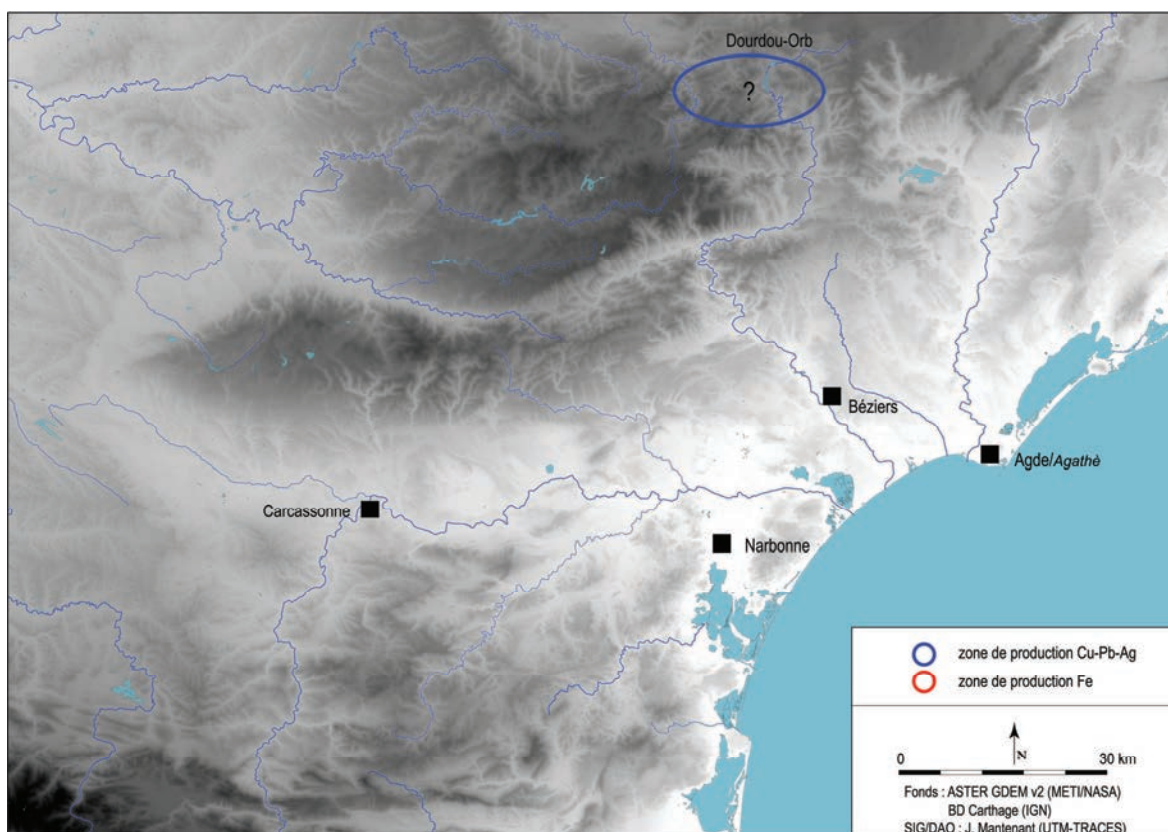 Dourdou-Orb
?
Béziers
Agde/Agathè
Carcassonne
Narbonne
zone de production Cu-Pb-Ag
zone de production Fe
N
0 30 km
Fonds : ASTER GDEM v2 (METI/NASA)
BD Carthage (IGN)
SIG/DAO : J. Mantenant (UTM-TRACES)